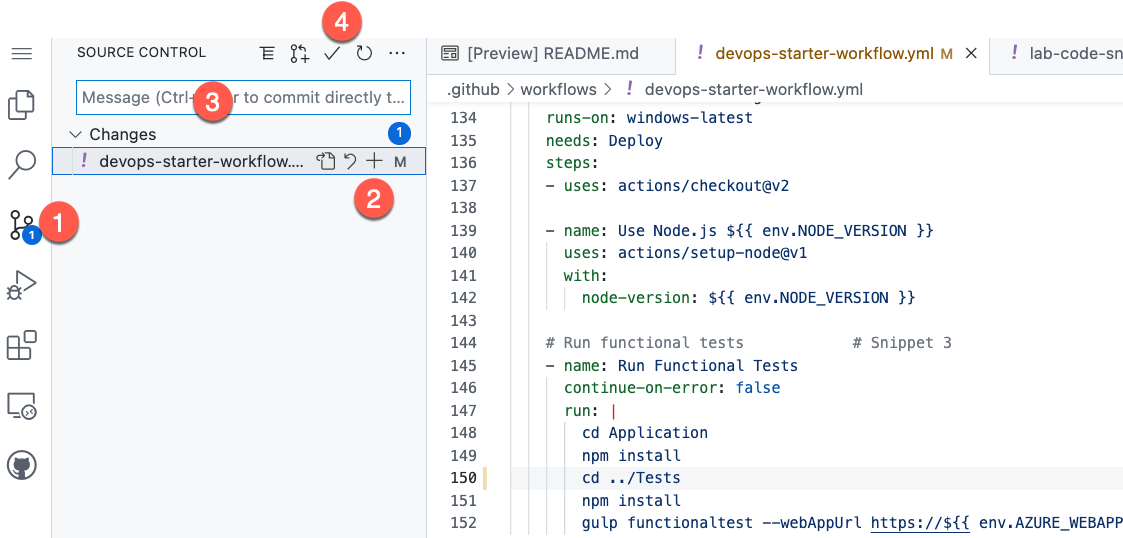 4
SOURCE CONTROL
[Preview] README.md
! devops-starter-workflow.yml M
! lab-code-sn
Message (Ctrl- r to commit directly t...
3
.github > workflows > ! devops-starter-workflow.yml
Changes 1
! devops-starter-workflow.... M
2
1
1
134 runs-on: windows-latest
135 needs: Deploy
136 steps:
137 - uses: actions/checkout@v2
138
139 - name: Use Node.js ${{ env.NODE_VERSION }}
140 uses: actions/setup-node@v1
141 with:
142 node-version: ${{ env.NODE_VERSION }}
143
144 # Run functional tests # Snippet 3
145 - name: Run Functional Tests
146 continue-on-error: false
147 run: |
148 cd Application
149 npm install
150 cd ../Tests
151 npm install
152 gulp functionaltest --webAppUrl https://${{ env.AZURE_WEBAPP